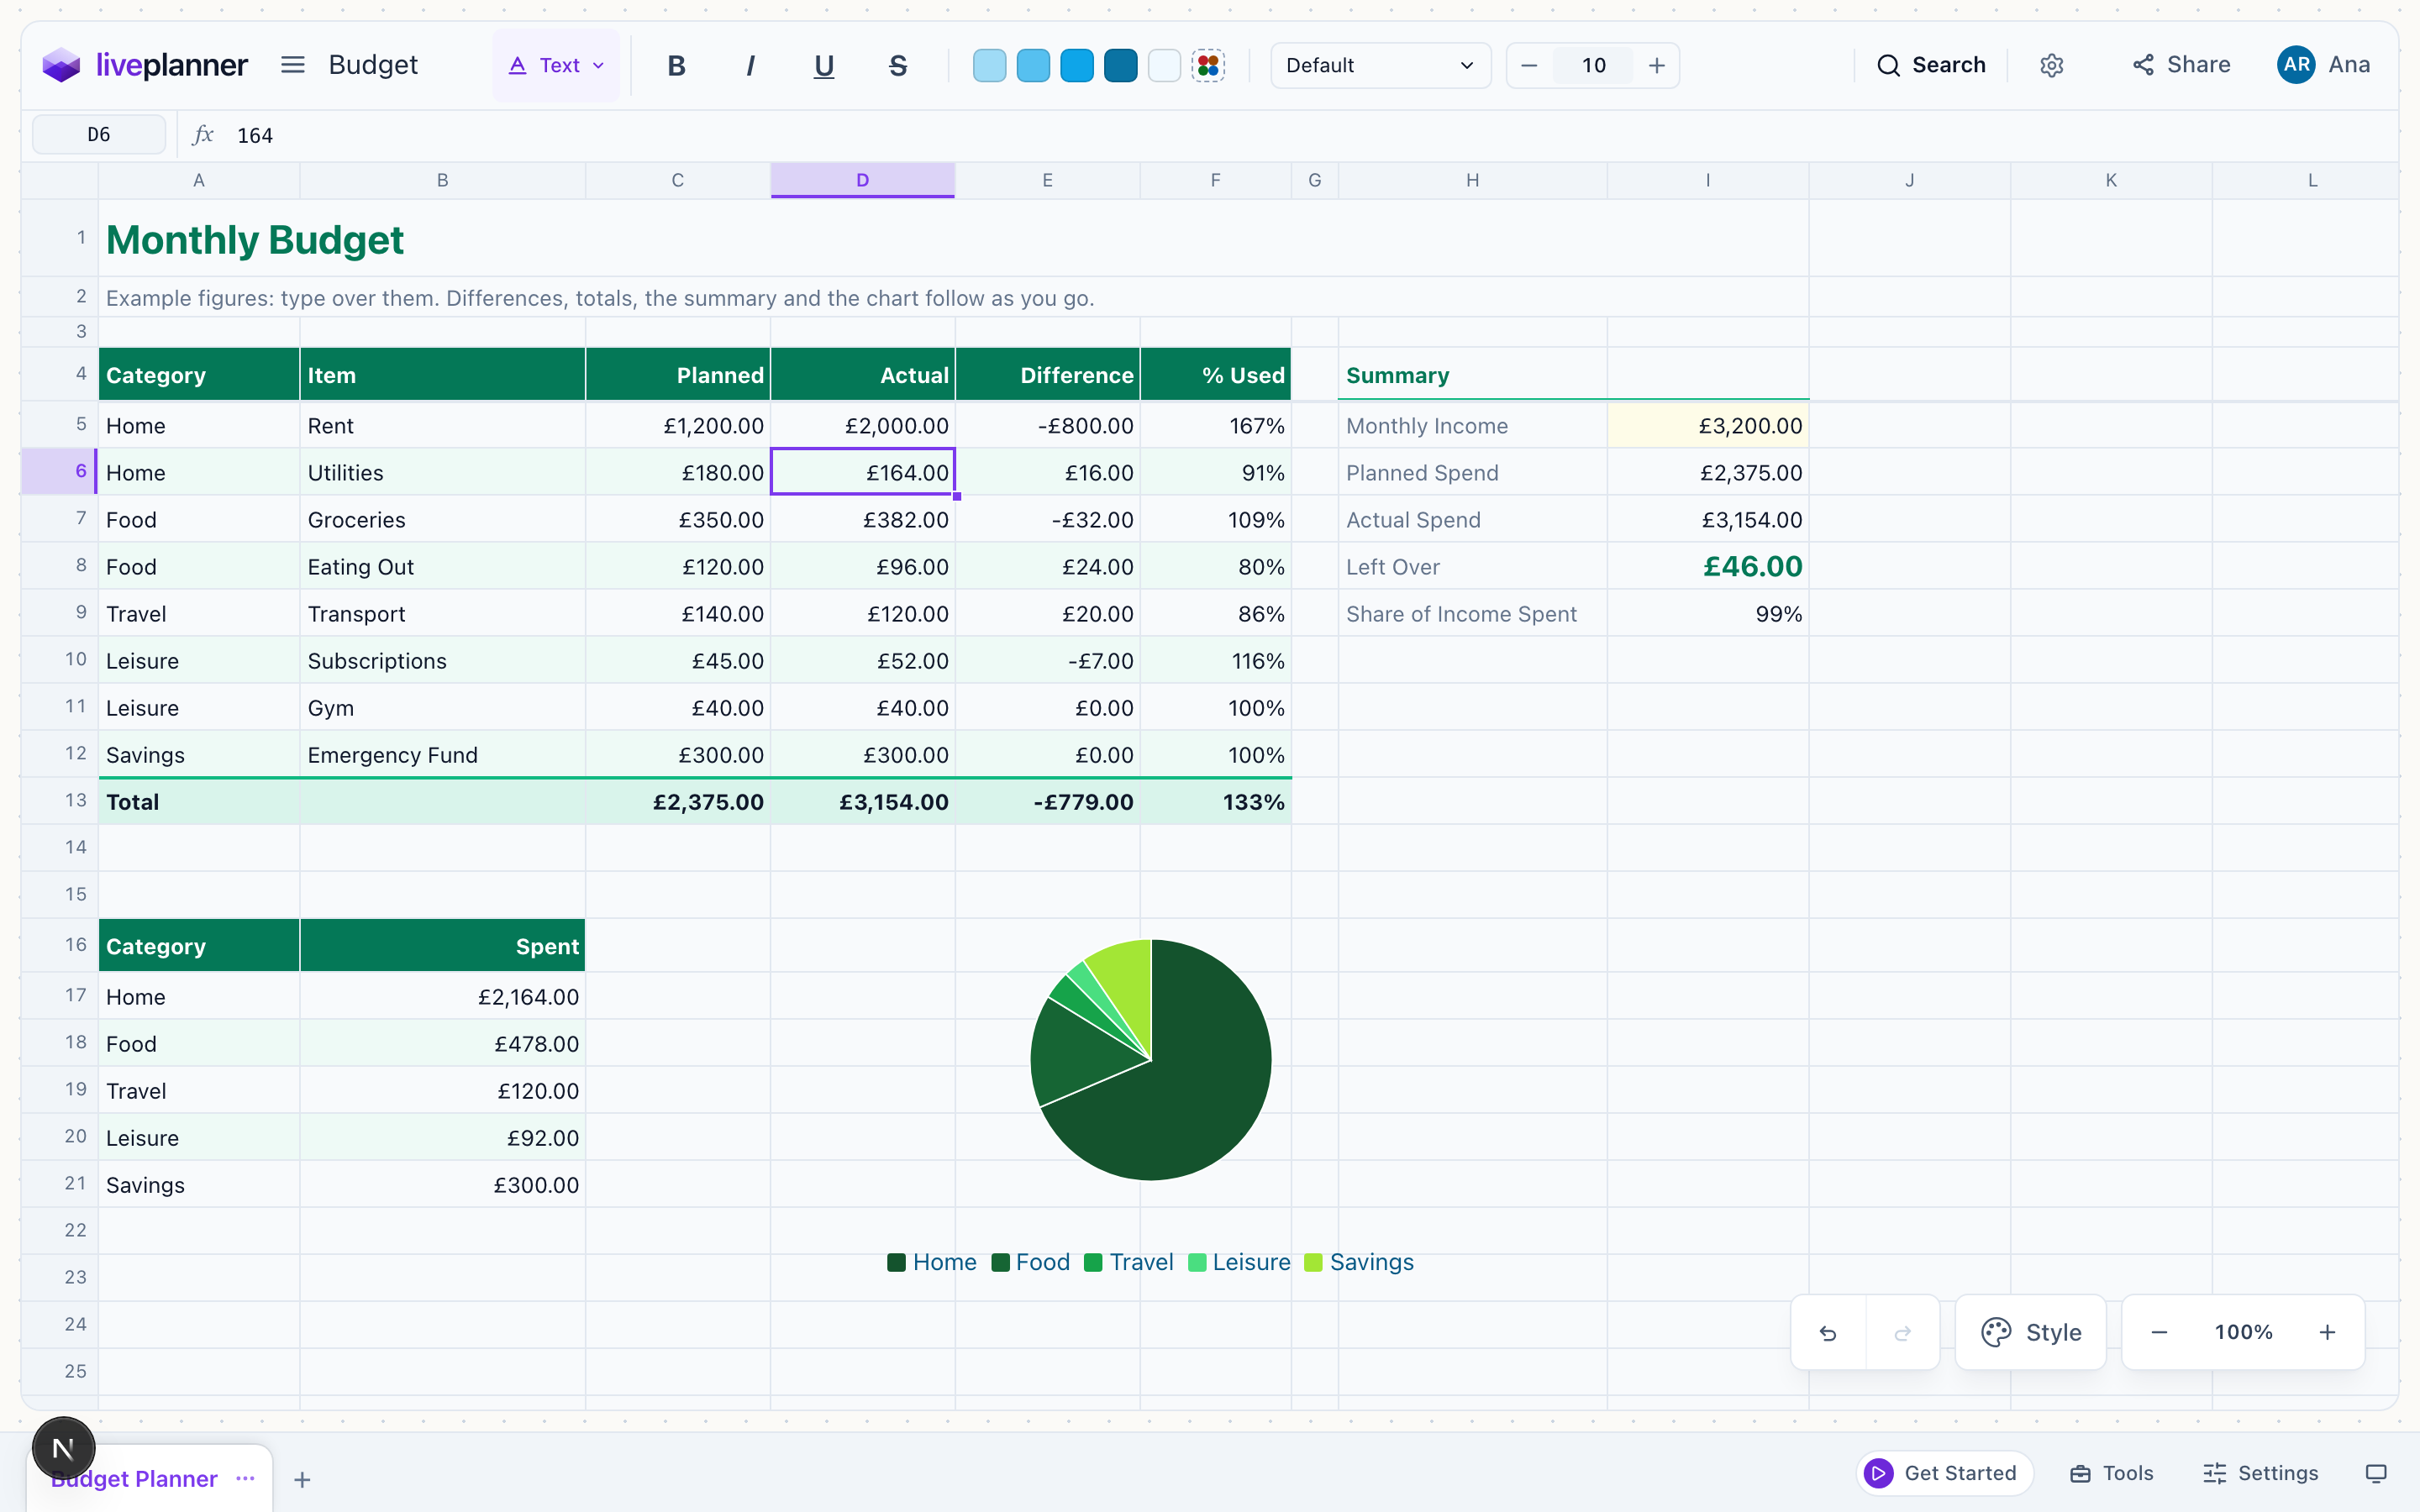 liveplanner Budget Text B I U S Default 10 Search Share AR Ana
D6 fx 164
A B C D E F G H I J K L
1 Monthly Budget
2 Example figures: type over them. Differences, totals, the summary and the chart follow as you go.
3
4 Category Item Planned Actual Difference % Used Summary
5 Home Rent £1,200.00 £2,000.00 -£800.00 167% Monthly Income £3,200.00
6 Home Utilities £180.00 £164.00 £16.00 91% Planned Spend £2,375.00
7 Food Groceries £350.00 £382.00 -£32.00 109% Actual Spend £3,154.00
8 Food Eating Out £120.00 £96.00 £24.00 80% Left Over £46.00
9 Travel Transport £140.00 £120.00 £20.00 86% Share of Income Spent 99%
10 Leisure Subscriptions £45.00 £52.00 -£7.00 116%
11 Leisure Gym £40.00 £40.00 £0.00 100%
12 Savings Emergency Fund £300.00 £300.00 £0.00 100%
13 Total £2,375.00 £3,154.00 -£779.00 133%
14
15
16 Category Spent
17 Home £2,164.00
18 Food £478.00
19 Travel £120.00
20 Leisure £92.00
21 Savings £300.00
22
Home Food Travel Leisure Savings
23
24
Style 100%
25
N
Budget Planner Get Started Tools Settings